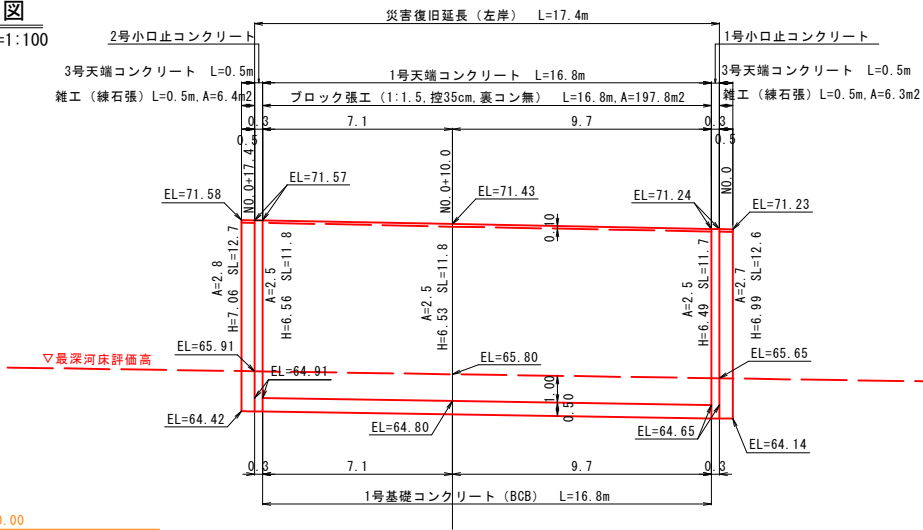 図
=1:100
災害復旧延長（左岸） L=17.4m
2号小口止コンクリート
1号小口止コンクリート
3号天端コンクリート L=0.5m
1号天端コンクリート L=16.8m
3号天端コンクリート L=0.5m
雑工（練石張）L=0.5m,A=6.4m2
ブロック張工（1:1.5,控35cm,裏コン無） L=16.8m,A=197.8m2
雑工（練石張）L=0.5m,A=6.3m2
0.3
7.1
9.7
0.3
0.5
0.5
NO.0+17.4
NO.0+10.0
NO.0
EL=71.58
EL=71.57
EL=71.43
EL=71.24
EL=71.23
0.10
A=2.8
H=7.06 SL=12.7
A=2.5
H=6.56 SL=11.8
A=2.5
H=6.53 SL=11.8
A=2.5
H=6.49 SL=11.7
A=2.7
H=6.99 SL=12.6
▽最深河床評価高
EL=65.91
EL=65.80
EL=65.65
EL=64.91
1.00
0.50
EL=64.42
EL=64.80
EL=64.65
EL=64.14
0.3
7.1
9.7
0.3
1号基礎コンクリート（BCB） L=16.8m
0.00